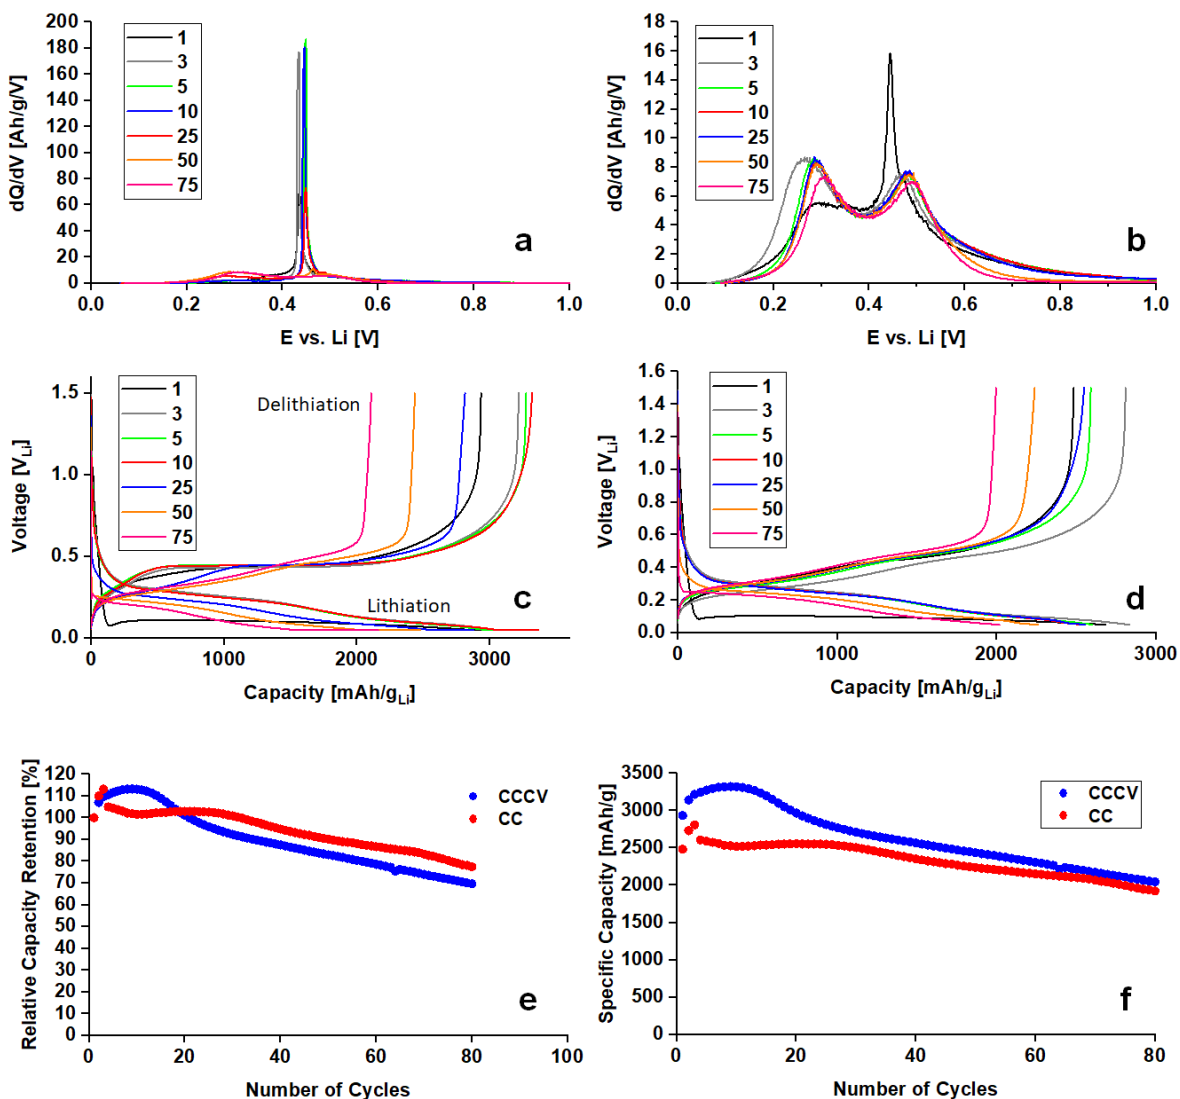 200
180
160
140
120
100
80
60
40
20
0
dQ/dV [Ah/g/V]
1
3
5
10
25
50
75
a
0.0 0.2 0.4 0.6 0.8 1.0
E vs. Li [V]
18
16
14
12
10
8
6
4
2
0
dQ/dV [Ah/g/V]
1
3
5
10
25
50
75
b
0.0 0.2 0.4 0.6 0.8 1.0
E vs. Li [V]
1.5
1.0
0.5
0.0
Voltage [VLi]
1
3
5
10
25
50
75
Delithiation
Lithiation
c
0 1000 2000 3000
Capacity [mAh/gLi]
1.6
1.4
1.2
1.0
0.8
0.6
0.4
0.2
0.0
Voltage [VLi]
1
3
5
10
25
50
75
d
0 1000 2000 3000
Capacity [mAh/gLi]
120
110
100
90
80
70
60
50
40
30
20
10
0
Relative Capacity Retention [%]
CCCV
CC
e
0 20 40 60 80 100
Number of Cycles
3500
3000
2500
2000
1500
1000
500
0
Specific Capacity [mAh/g]
CCCV
CC
f
0 20 40 60 80
Number of Cycles